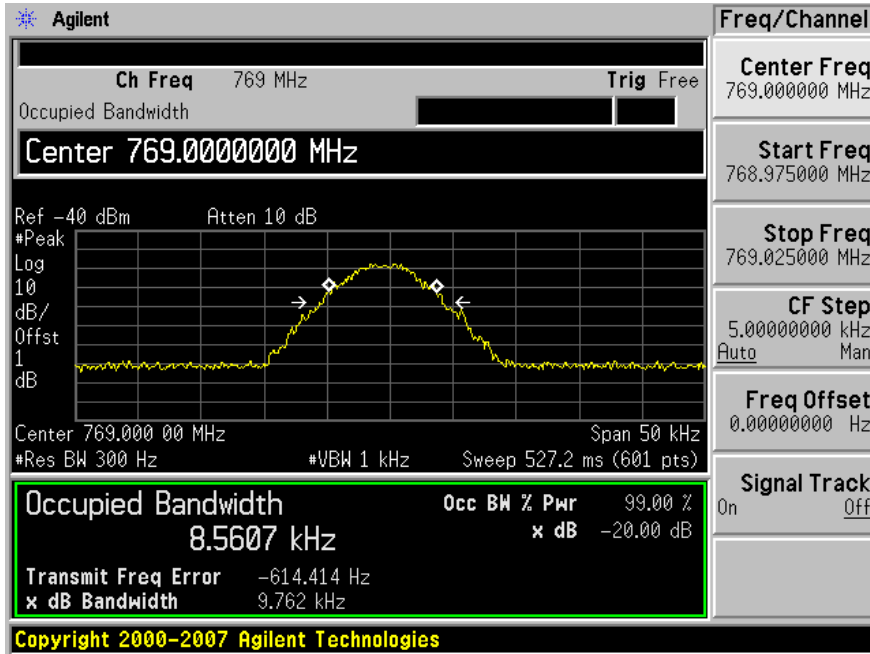 Agilent
Freq/Channel
Ch Freq 769 MHz Trig Free
Occupied Bandwidth
Center 769.0000000 MHz
Ref -40 dBm Atten 10 dB
#Peak
Log
10
dB/
Offst
1
dB
Center 769.000 00 MHz Span 50 kHz
#Res BW 300 Hz #VBW 1 kHz Sweep 527.2 ms (601 pts)
Occupied Bandwidth
8.5607 kHz
Occ BW % Pwr 99.00 %
x dB -20.00 dB
Transmit Freq Error -614.414 Hz
x dB Bandwidth 9.762 kHz
Center Freq
769.000000 MHz
Start Freq
768.975000 MHz
Stop Freq
769.025000 MHz
CF Step
5.00000000 kHz
Auto Man
Freq Offset
0.00000000 Hz
Signal Track
On Off
Copyright 2000-2007 Agilent Technologies